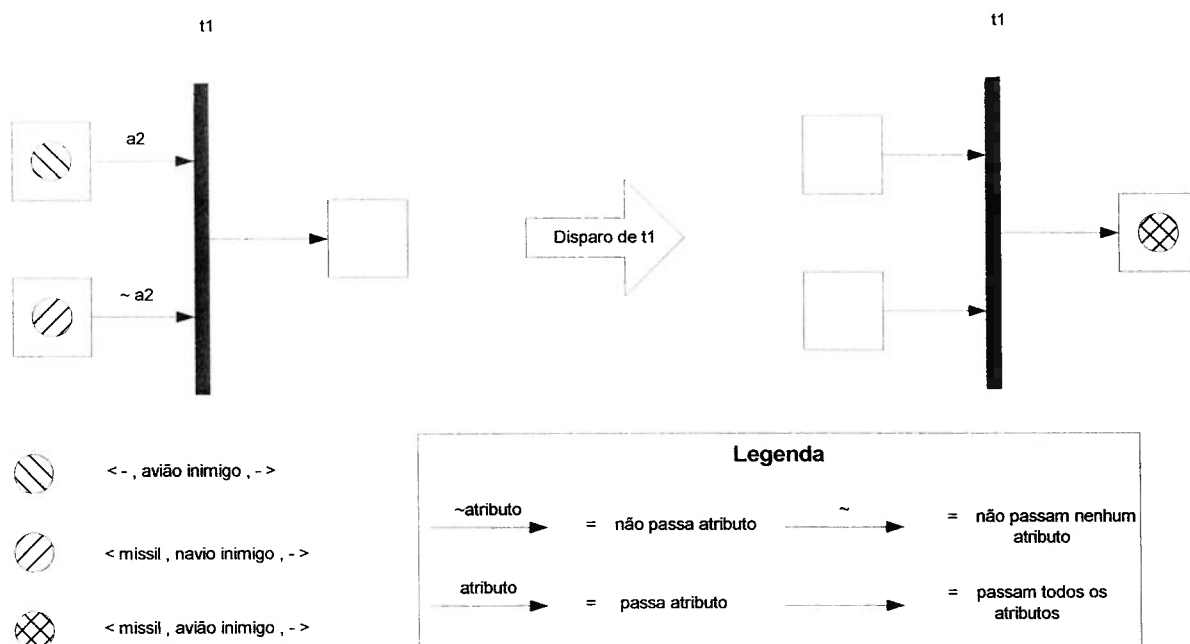 t1
t1
a2
~ a2
Disparo de t1
< - , avião inimigo , - >
< missil , navio inimigo , - >
< missil , avião inimigo , - >
Legenda
~atributo
= não passa atributo
~
= não passam nenhum
atributo
atributo
= passa atributo
= passam todos os
atributos